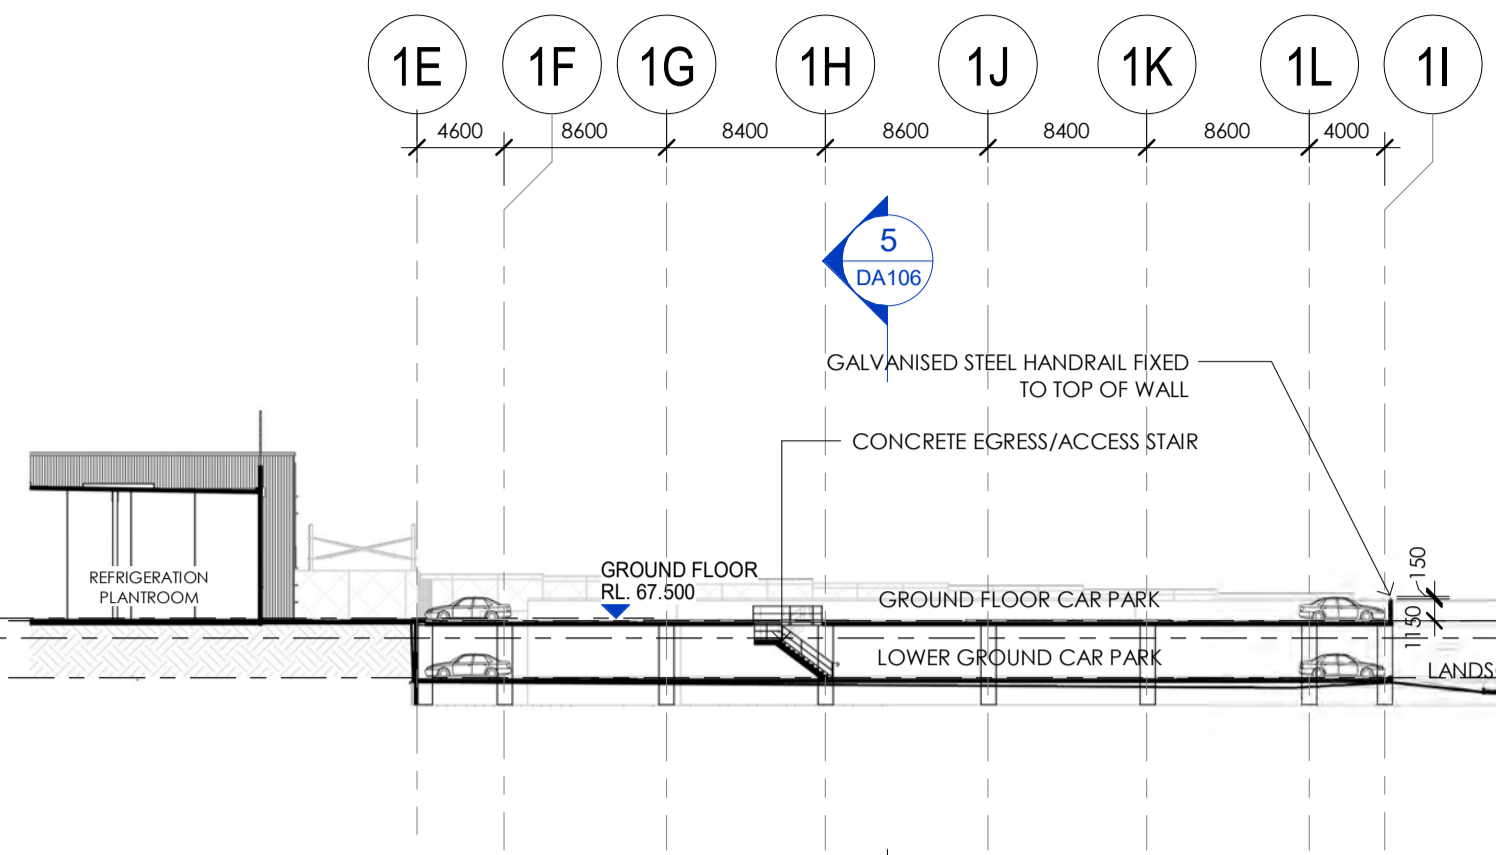 1E 1F 1G 1H 1J 1K 1L 1I
4600 8600 8400 8600 8400 8600 4000
5
DA106
GALVANISED STEEL HANDRAIL FIXED
TO TOP OF WALL
CONCRETE EGRESS/ACCESS STAIR
REFRIGERATION
PLANTROOM
GROUND FLOOR
RL. 67.500
GROUND FLOOR CAR PARK
150
LOWER GROUND CAR PARK
LANDS